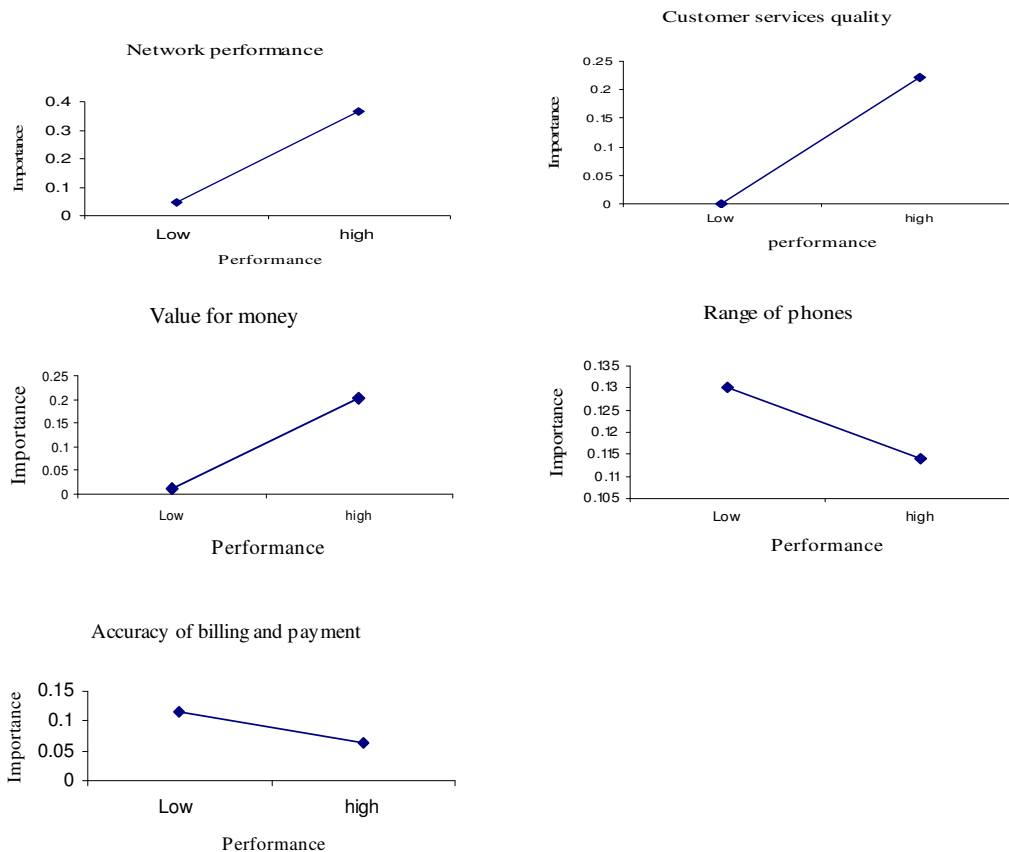 Network performance
Importance
0.4
0.3
0.2
0.1
0
Low high
Performance
Customer services quality
Importance
0.25
0.2
0.15
0.1
0.05
0
Low high
performance
Value for money
Importance
0.25
0.2
0.15
0.1
0.05
0
Low high
Performance
Range of phones
Importance
0.135
0.13
0.125
0.12
0.115
0.11
0.105
Low high
Performance
Accuracy of billing and payment
Importance
0.15
0.1
0.05
0
Low high
Performance